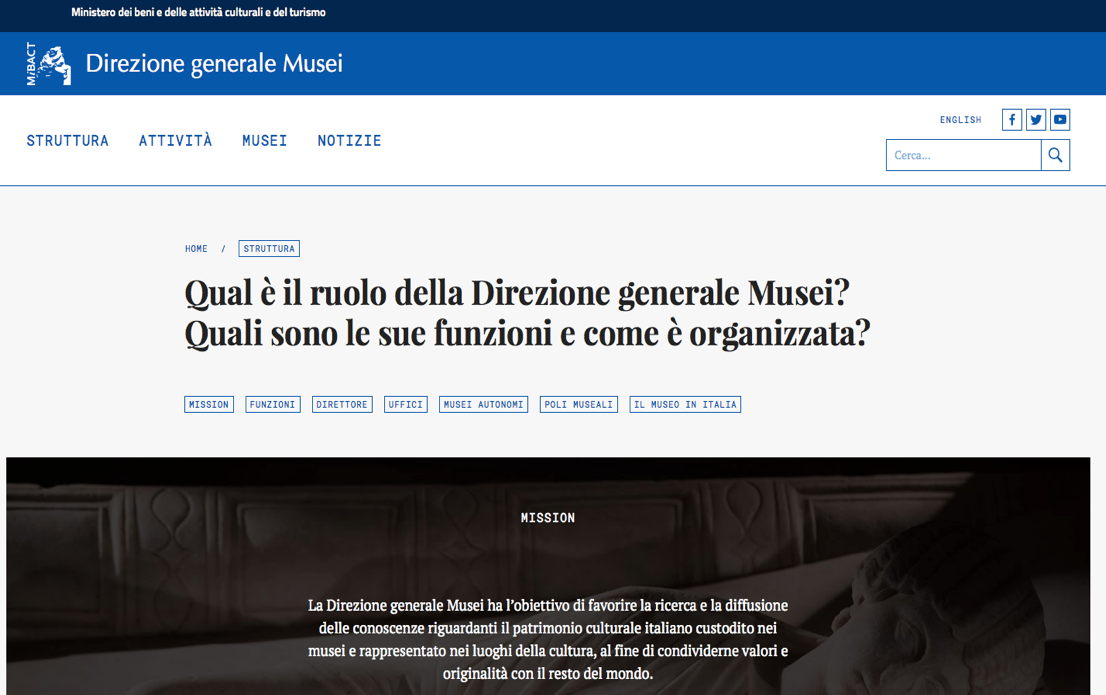 Ministero dei beni e delle attività culturali e del turismo
MiBACT
Direzione generale Musei
STRUTTURA ATTIVITÀ MUSEI NOTIZIE
ENGLISH
Cerca...
HOME / STRUTTURA
Qual è il ruolo della Direzione generale Musei?
Quali sono le sue funzioni e come è organizzata?
MISSION FUNZIONI DIRETTORE UFFICI MUSEI AUTONOMI POLI MUSEALI IL MUSEO IN ITALIA
MISSION
La Direzione generale Musei ha l’obiettivo di favorire la ricerca e la diffusione
delle conoscenze riguardanti il patrimonio culturale italiano custodito nei
musei e rappresentato nei luoghi della cultura, al fine di condividerne valori e
originalità con il resto del mondo.